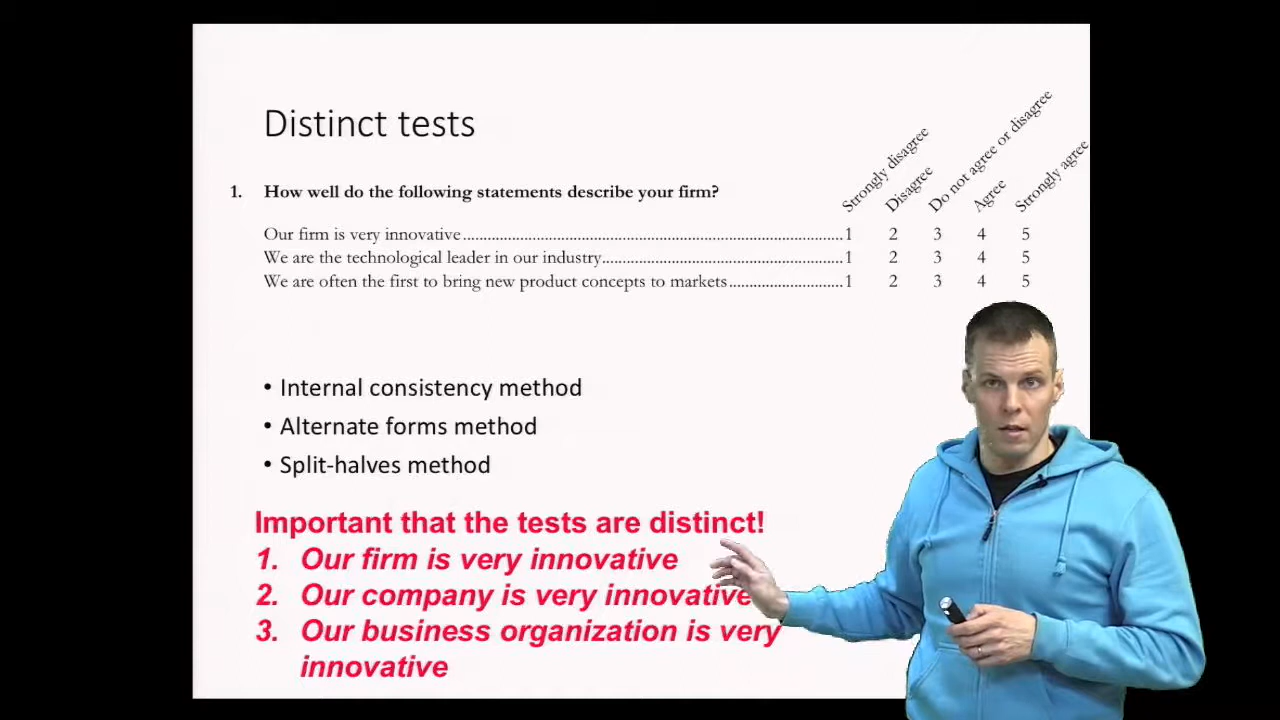 Distinct tests
Strongly disagree
Disagree
Do not agree or disagree
Agree
Strongly agree
1. How well do the following statements describe your firm?
Our firm is very innovative 1 2 3 4 5
We are the technological leader in our industry 1 2 3 4 5
We are often the first to bring new product concepts to markets 1 2 3 4 5
• Internal consistency method
• Alternate forms method
• Split-halves method
Important that the tests are distinct!
1. Our firm is very innovative
2. Our company is very innovative
3. Our business organization is very
innovative